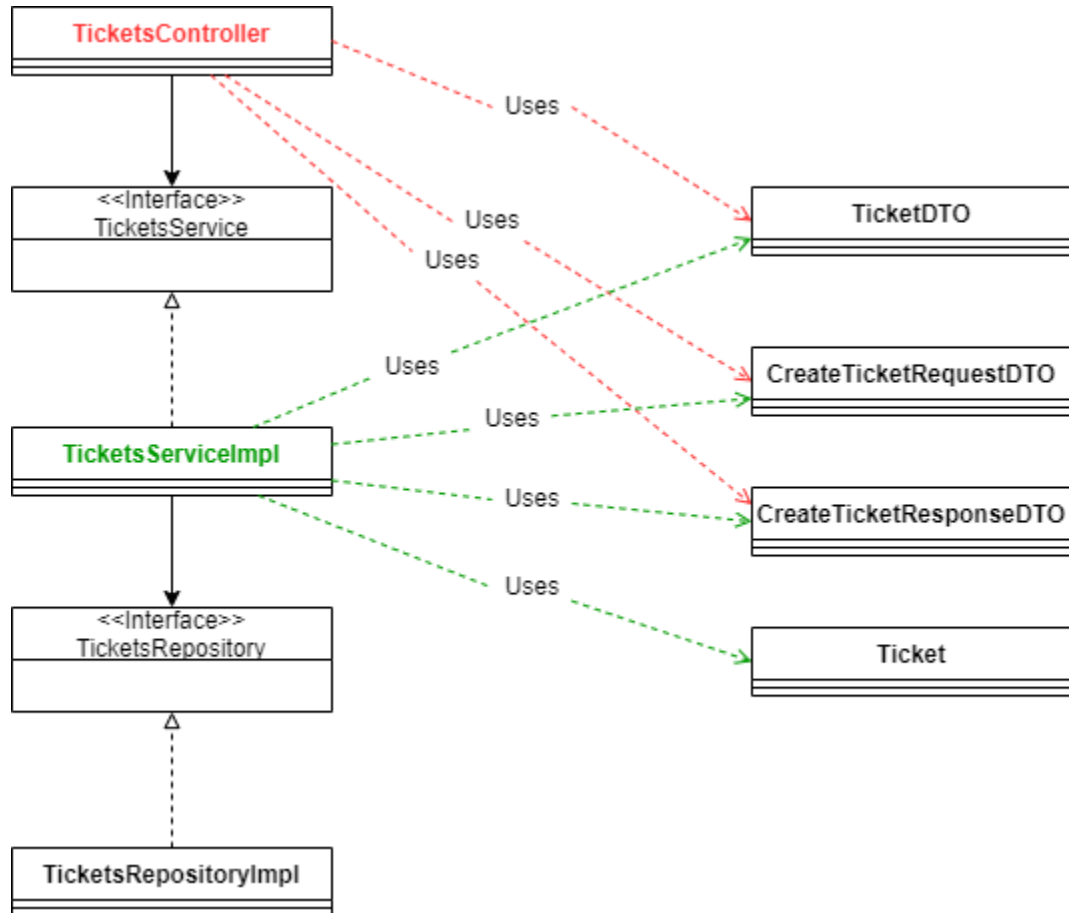 TicketsController
Uses
<<Interface>>
TicketsService
Uses
TicketDTO
Uses
Uses
CreateTicketRequestDTO
Uses
TicketsServiceImpl
Uses
CreateTicketResponseDTO
Uses
<<Interface>>
TicketsRepository
Ticket
TicketsRepositoryImpl